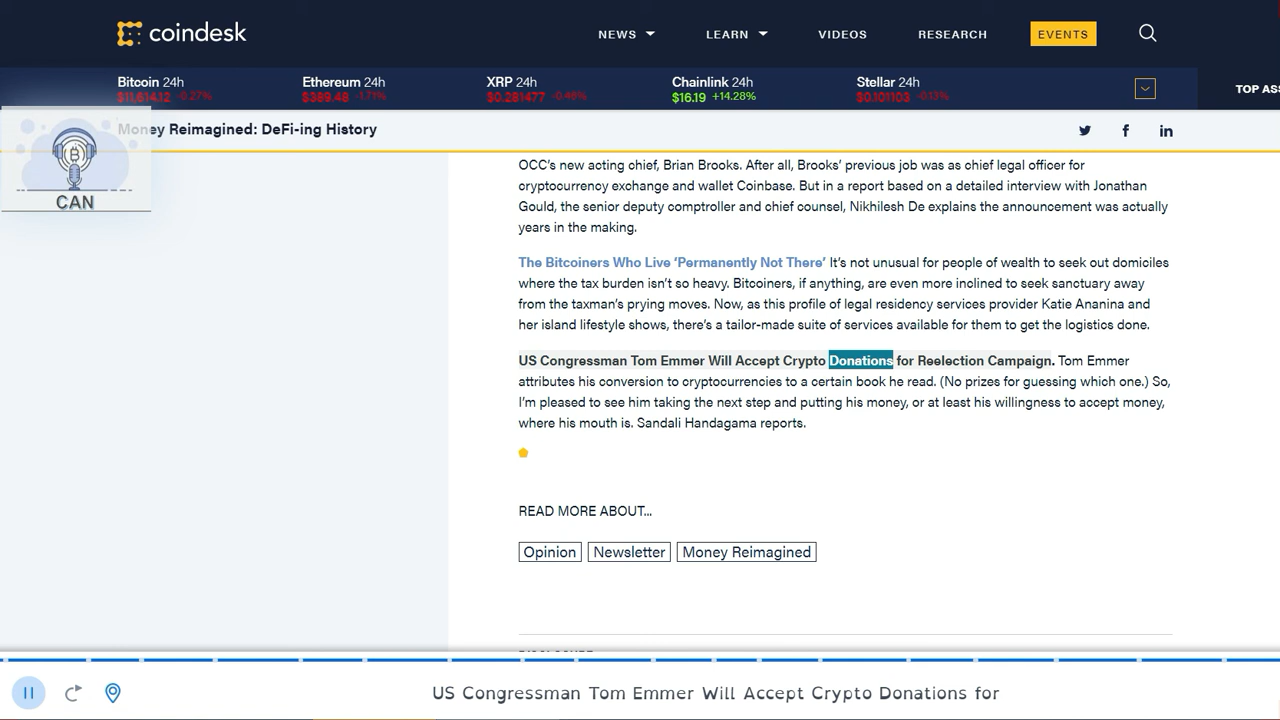 coindesk
NEWS LEARN VIDEOS RESEARCH EVENTS
Bitcoin 24h Ethereum 24h XRP 24h Chainlink 24h Stellar 24h
$11,614.12 -0.27% $389.48 -1.71% $0.281477 -0.46% $16.19 +14.28% $0.101103 -0.13%
TOP ASS
Money Reimagined: DeFi-ing History
CAN
OCC’s new acting chief, Brian Brooks. After all, Brooks’ previous job was as chief legal officer for
cryptocurrency exchange and wallet Coinbase. But in a report based on a detailed interview with Jonathan
Gould, the senior deputy comptroller and chief counsel, Nikhilesh De explains the announcement was actually
years in the making.
The Bitcoiners Who Live ‘Permanently Not There’ It’s not unusual for people of wealth to seek out domiciles
where the tax burden isn’t so heavy. Bitcoiners, if anything, are even more inclined to seek sanctuary away
from the taxman’s prying moves. Now, as this profile of legal residency services provider Katie Ananina and
her island lifestyle shows, there’s a tailor-made suite of services available for them to get the logistics done.
US Congressman Tom Emmer Will Accept Crypto Donations for Reelection Campaign. Tom Emmer
attributes his conversion to cryptocurrencies to a certain book he read. (No prizes for guessing which one.) So,
I’m pleased to see him taking the next step and putting his money, or at least his willingness to accept money,
where his mouth is. Sandali Handagama reports.
READ MORE ABOUT...
Opinion Newsletter Money Reimagined
US Congressman Tom Emmer Will Accept Crypto Donations for